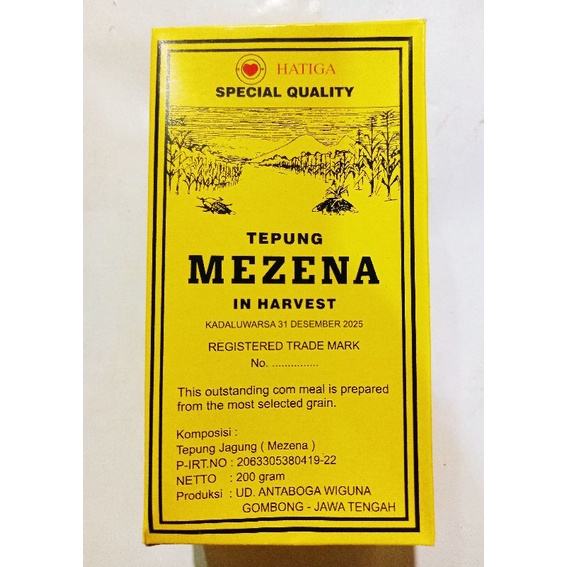 HATIGA
SPECIAL QUALITY
TEPUNG
MEZENA
IN HARVEST
KADALUWARSA 31 DESEMBER 2025
REGISTERED TRADE MARK
No. ...............
This outstanding com meal is prepared
from the most selected grain.
Komposisi :
Tepung Jagung ( Mezena )
P-IRT.NO : 2063305380419-22
NETTO : 200 gram
Produksi : UD. ANTABOGA WIGUNA
GOMBONG - JAWA TENGAH